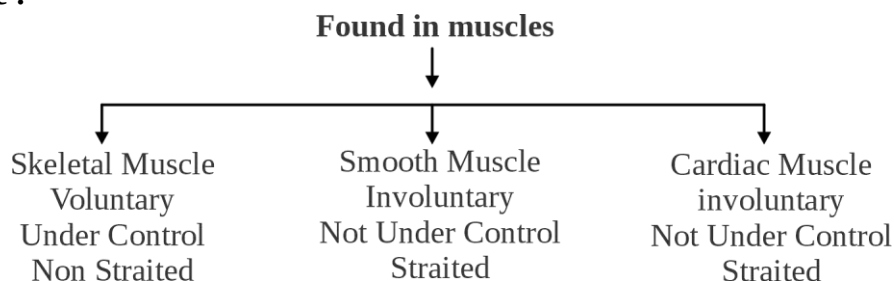 Found in muscles
Skeletal Muscle
Voluntary
Under Control
Non Straited
Smooth Muscle
Involuntary
Not Under Control
Straited
Cardiac Muscle
involuntary
Not Under Control
Straited